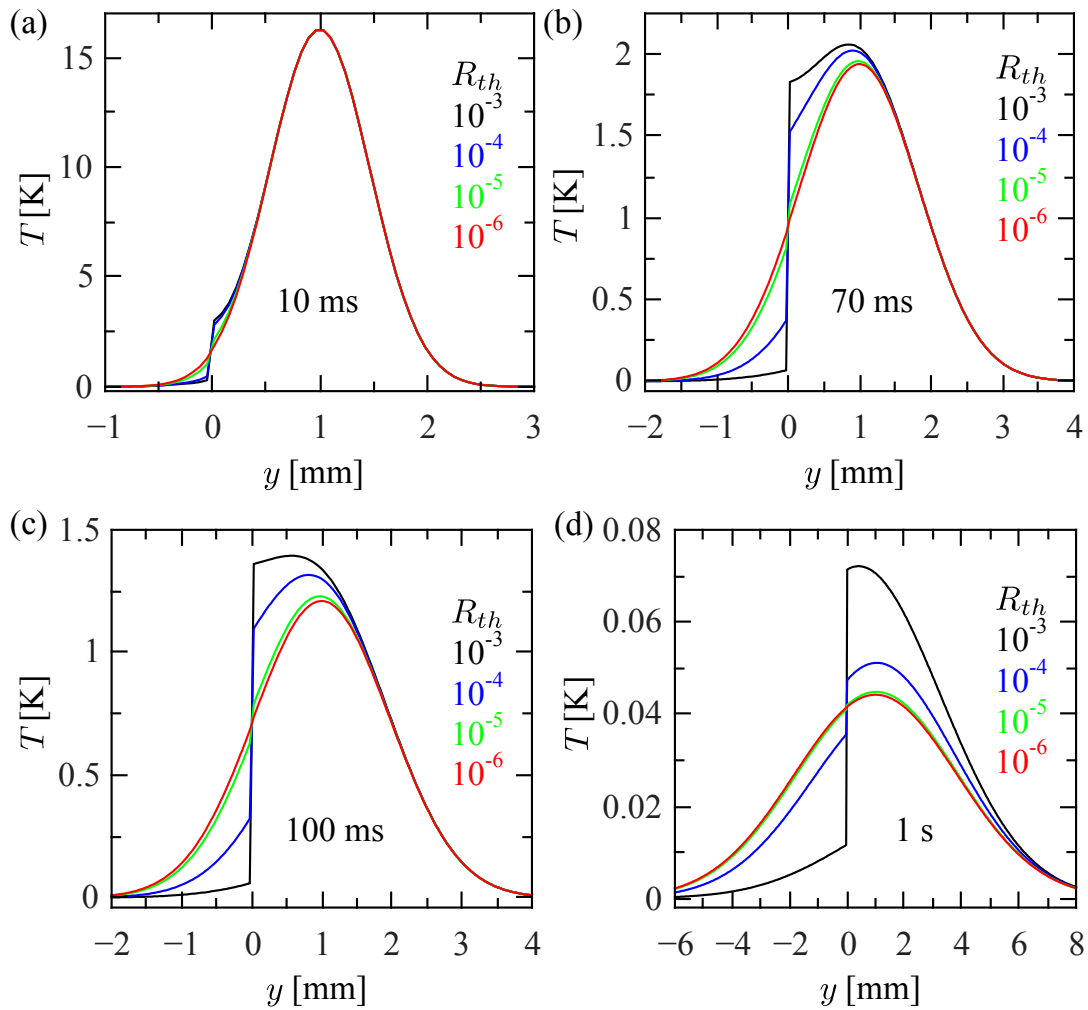 (a)
15
10
5
0
T [K]
R_th
10⁻³
10⁻⁴
10⁻⁵
10⁻⁶
10 ms
−1 0 1 2 3
y [mm]
(b)
2
1.5
1
0.5
0
T [K]
R_th
10⁻³
10⁻⁴
10⁻⁵
10⁻⁶
70 ms
−2 −1 0 1 2 3 4
y [mm]
(c)
1.5
1
0.5
0
T [K]
R_th
10⁻³
10⁻⁴
10⁻⁵
10⁻⁶
100 ms
−2 −1 0 1 2 3 4
y [mm]
(d)
0.08
0.06
0.04
0.02
0
T [K]
R_th
10⁻³
10⁻⁴
10⁻⁵
10⁻⁶
1 s
−6 −4 −2 0 2 4 6 8
y [mm]